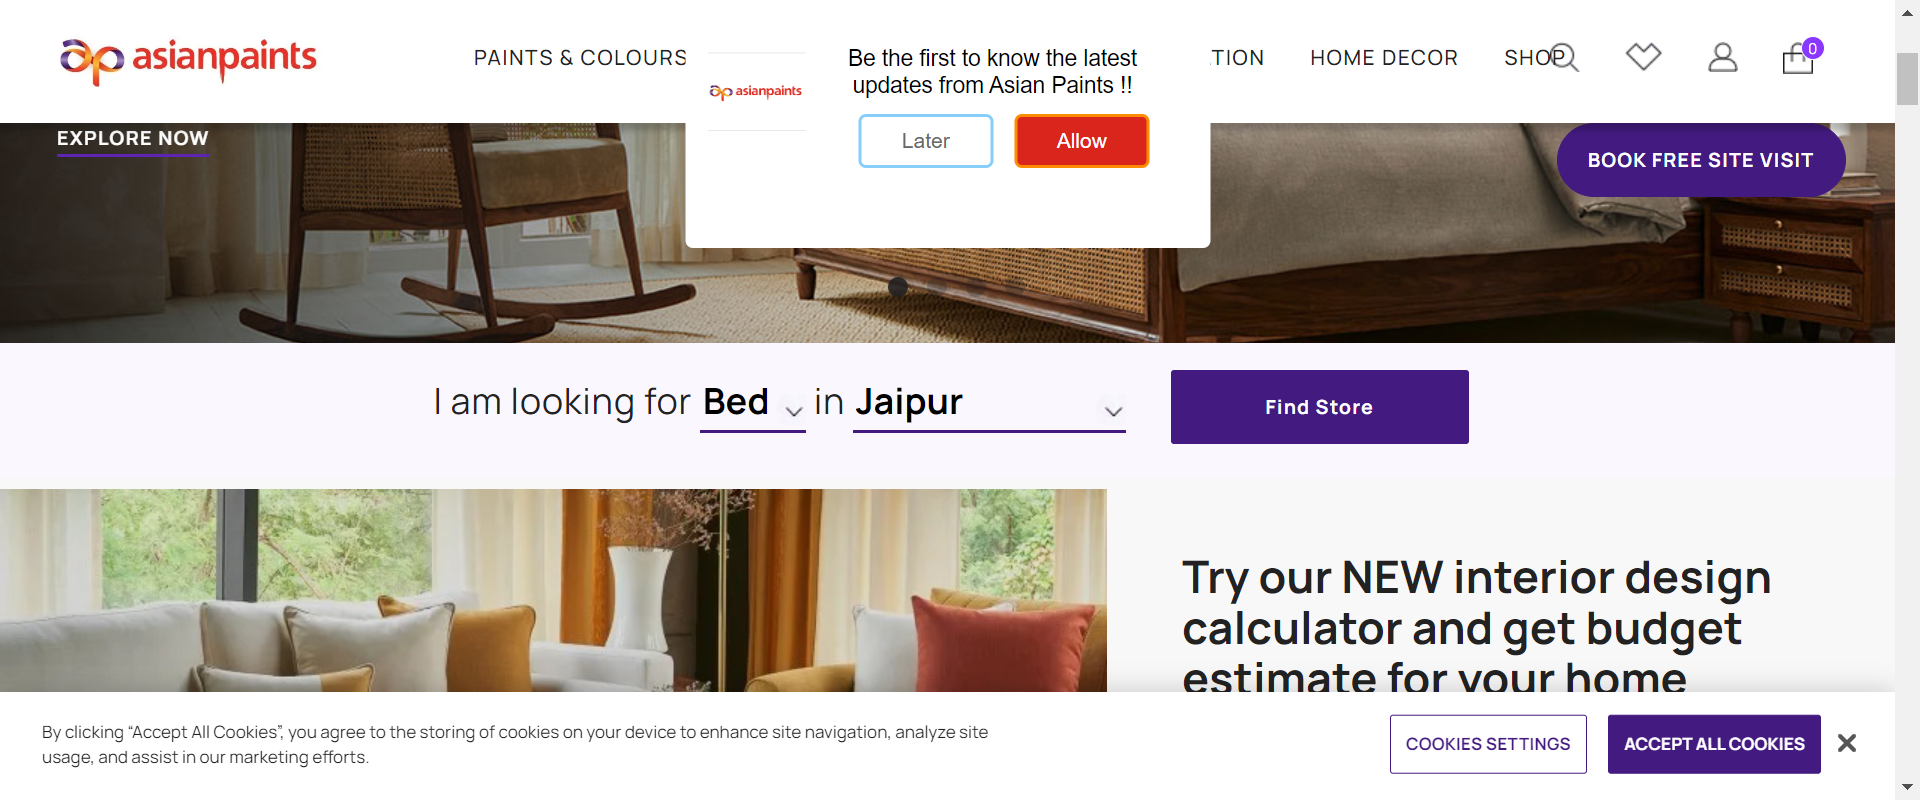 asianpaints
PAINTS & COLOURS
TION
HOME DECOR
SHOP
0
asianpaints
Be the first to know the latest
updates from Asian Paints !!
Later
Allow
EXPLORE NOW
BOOK FREE SITE VISIT
I am looking for Bed in Jaipur
Find Store
Try our NEW interior design
calculator and get budget
estimate for your home
By clicking “Accept All Cookies”, you agree to the storing of cookies on your device to enhance site navigation, analyze site
usage, and assist in our marketing efforts.
COOKIES SETTINGS
ACCEPT ALL COOKIES